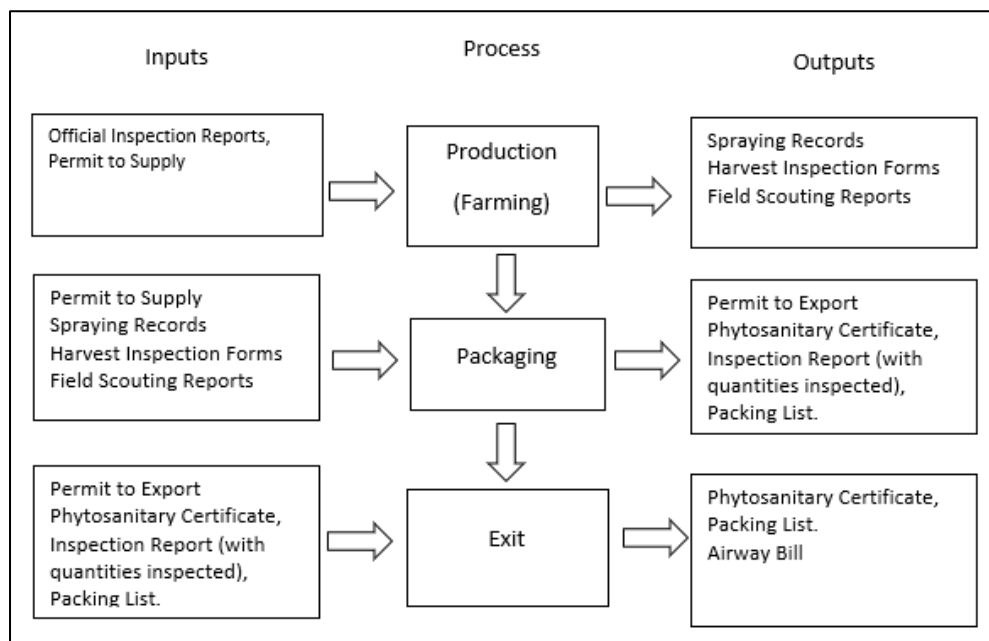 Inputs
Process
Outputs
Official Inspection Reports,
Permit to Supply
Production
(Farming)
Spraying Records
Harvest Inspection Forms
Field Scouting Reports
Permit to Supply
Spraying Records
Harvest Inspection Forms
Field Scouting Reports
Packaging
Permit to Export
Phytosanitary Certificate,
Inspection Report (with
quantities inspected),
Packing List.
Permit to Export
Phytosanitary Certificate,
Inspection Report (with
quantities inspected),
Packing List.
Exit
Phytosanitary Certificate,
Packing List.
Airway Bill